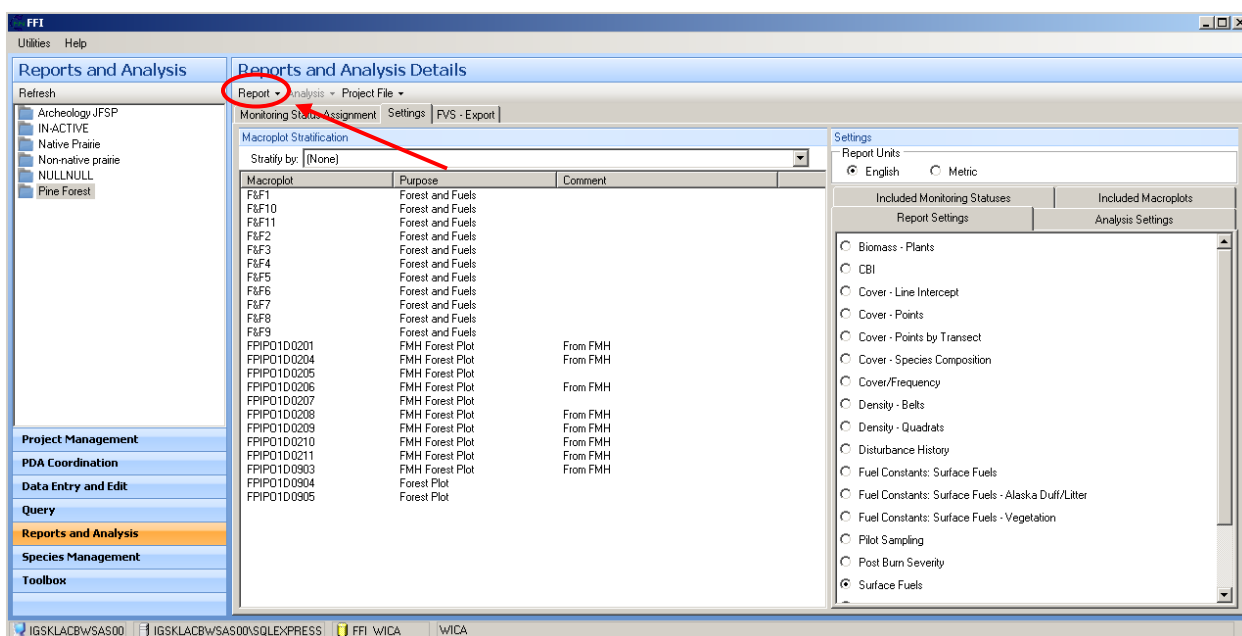 FFI
Utilities Help
Reports and Analysis
Refresh
Archeology JFSP
IN-ACTIVE
Native Prairie
Non-native prairie
NULLNULL
Pine Forest
Project Management
PDA Coordination
Data Entry and Edit
Query
Reports and Analysis
Species Management
Toolbox
Reports and Analysis Details
Report Analysis Project File
Monitoring Status Assignment Settings FVS - Export
Macroplot Stratification
Stratify by: (None)
Macroplot Purpose Comment
F&F1 Forest and Fuels
F&F10 Forest and Fuels
F&F11 Forest and Fuels
F&F2 Forest and Fuels
F&F3 Forest and Fuels
F&F4 Forest and Fuels
F&F5 Forest and Fuels
F&F6 Forest and Fuels
F&F7 Forest and Fuels
F&F8 Forest and Fuels
F&F9 Forest and Fuels
FPIPO1D0201 FMH Forest Plot From FMH
FPIPO1D0204 FMH Forest Plot From FMH
FPIPO1D0205 FMH Forest Plot
FPIPO1D0206 FMH Forest Plot From FMH
FPIPO1D0207 FMH Forest Plot
FPIPO1D0208 FMH Forest Plot From FMH
FPIPO1D0209 FMH Forest Plot From FMH
FPIPO1D0210 FMH Forest Plot From FMH
FPIPO1D0211 FMH Forest Plot From FMH
FPIPO1D0903 FMH Forest Plot From FMH
FPIPO1D0904 Forest Plot
FPIPO1D0905 Forest Plot
Settings
Report Units
English Metric
Included Monitoring Statuses Included Macroplots
Report Settings Analysis Settings
Biomass - Plants
CBI
Cover - Line Intercept
Cover - Points
Cover - Points by Transect
Cover - Species Composition
Cover/Frequency
Density - Belts
Density - Quadrats
Disturbance History
Fuel Constants: Surface Fuels
Fuel Constants: Surface Fuels - Alaska Duff/Litter
Fuel Constants: Surface Fuels - Vegetation
Pilot Sampling
Post Burn Severity
Surface Fuels
IGSKLACBWSAS00 IGSKLACBWSAS00\SQLEXPRESS FFI_WICA WICA